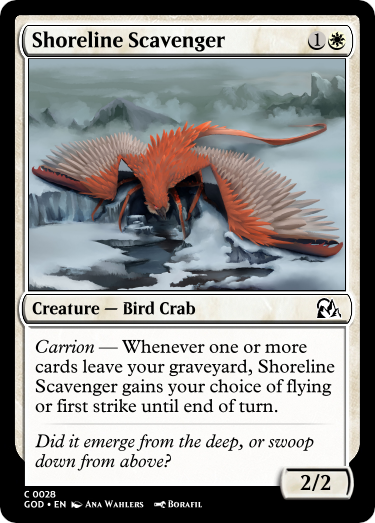 Shoreline Scavenger 1
Creature — Bird Crab
Carrion — Whenever one or more
cards leave your graveyard, Shoreline
Scavenger gains your choice of flying
or first strike until end of turn.
Did it emerge from the deep, or swoop
down from above?
2/2
C 0028
GOD • EN Ana Wahlers Borafil